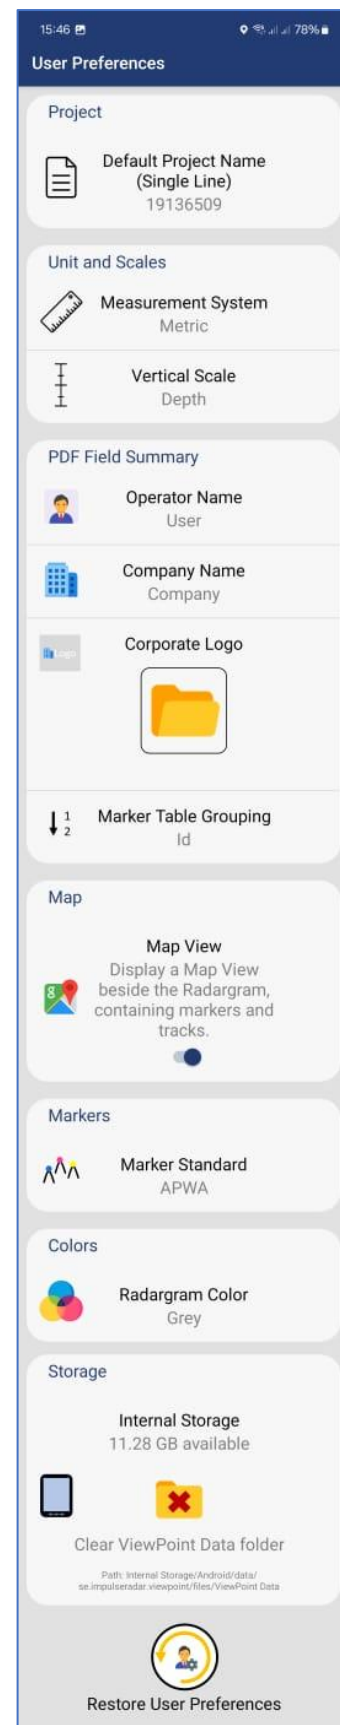 15:46 78%
User Preferences
Project
Default Project Name
(Single Line)
19136509
Unit and Scales
Measurement System
Metric
Vertical Scale
Depth
PDF Field Summary
Operator Name
User
Company Name
Company
Corporate Logo
Logo
1
2
Marker Table Grouping
Id
Map
Map View
Display a Map View
beside the Radargram,
containing markers and
tracks.
Markers
Marker Standard
APWA
Colors
Radargram Color
Grey
Storage
Internal Storage
11.28 GB available
Clear ViewPoint Data folder
Path: Internal Storage/Android/data/
se.impulseradar.viewpoint/files/ViewPoint Data
Restore User Preferences